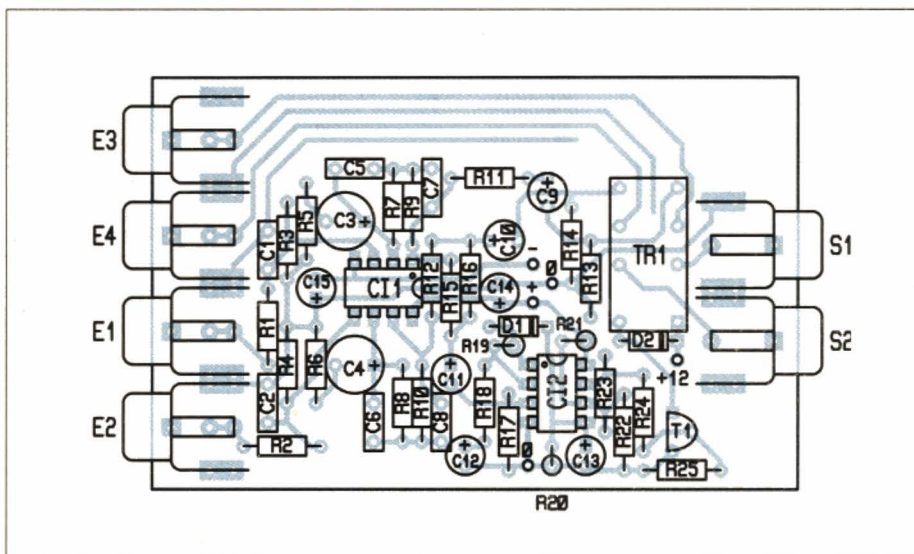 E3
C5
R11
C7
R7
R9
C9
E4
R5
C3 +
C1
R3
C10
R14
TR1
S1
-
0
+
R13
C15
+
CI1
R12
R15
R16
C14
E1
R1
D1
R21
R19
D2
S2
+12
R4
R6
C4 +
C11
CI2
C2
R8
R10
R18
R23
R24
E2
R2
C6
C8
R17
R22
T1
C12
0
C13
R25
R20